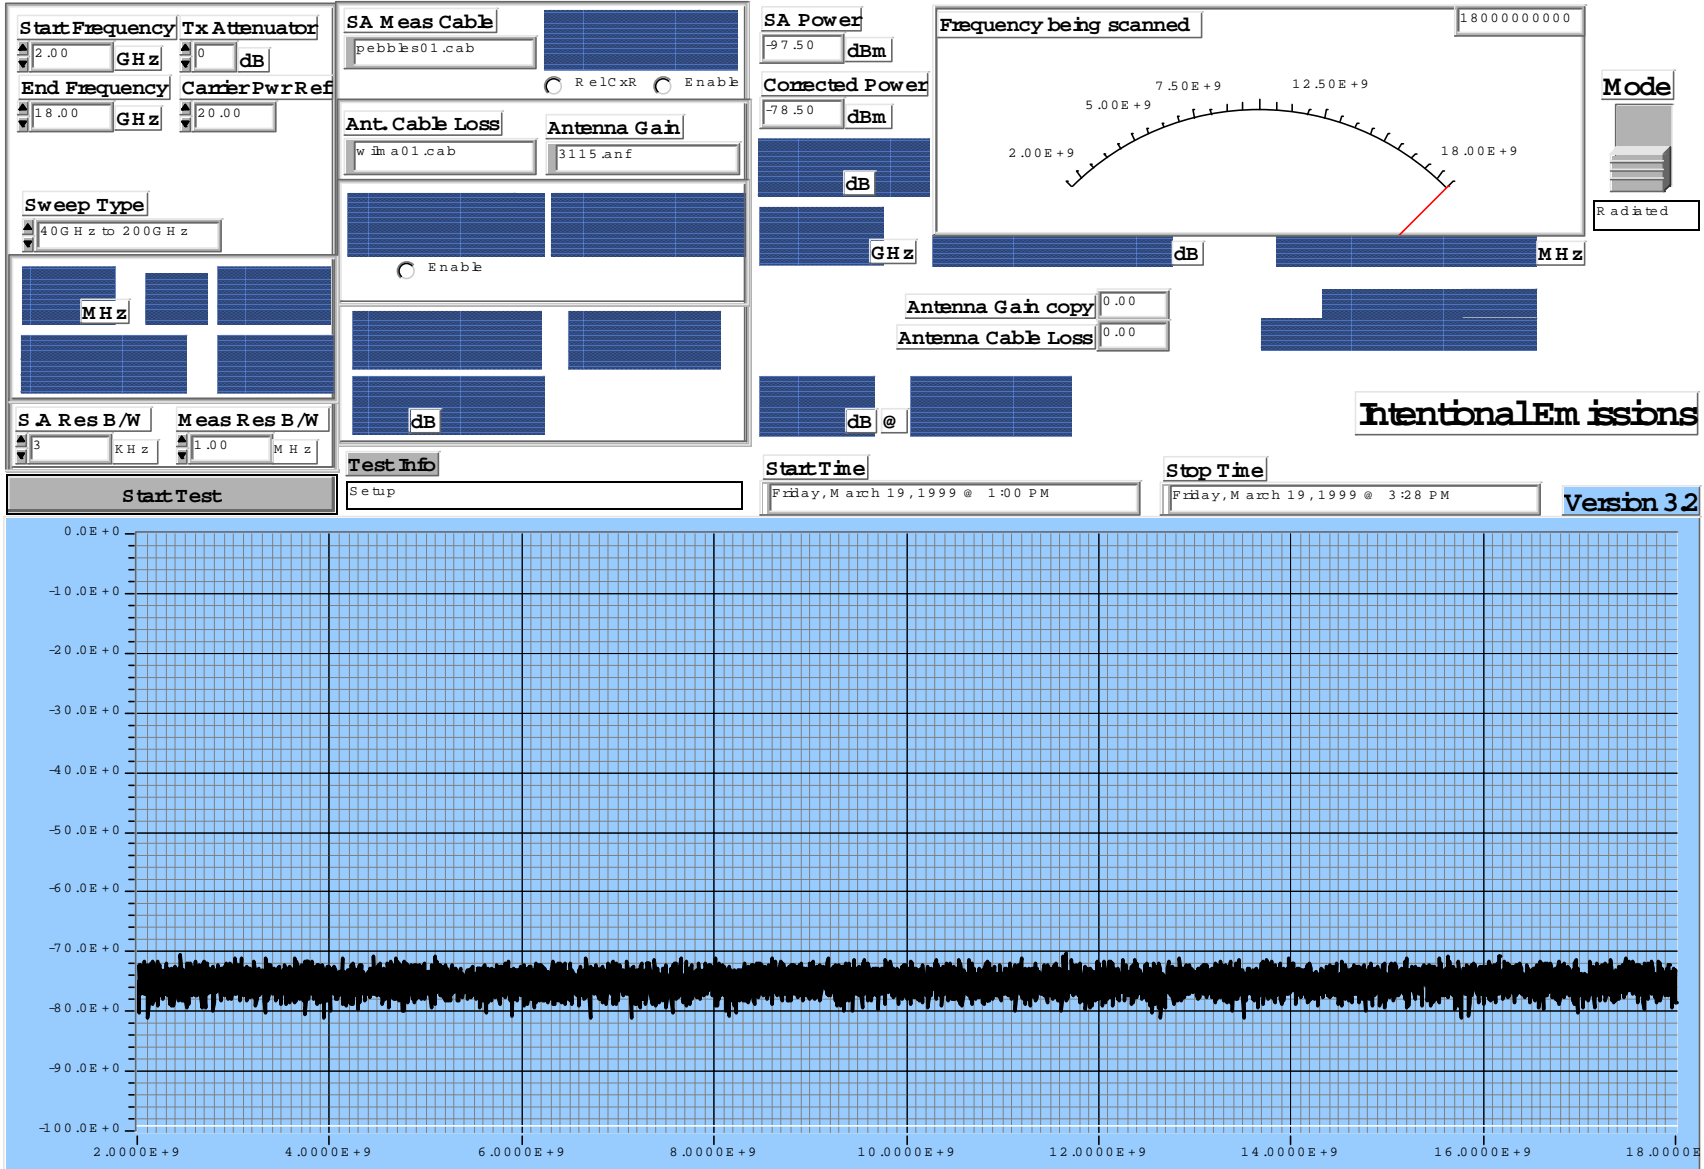 Start Frequency
2.00
GHz
Tx Attenuator
0
dB
End Frequency
18.00
GHz
Carrier Pwr Ref
20.00
Sweep Type
40GHz to 200GHz
MHz
S.A Res B/W
3
KHz
Meas Res B/W
1.00
MHz
Start Test
SA Meas Cable
pebbles01.cab
RelCxR
Enable
Ant. Cable Loss
wilma01.cab
Antenna Gain
3115.anf
Enable
dB
Test Info
Setup
SA Power
-97.50
dBm
Corrected Power
-78.50
dBm
dB
GHz
dB
MHz
Frequency being scanned
18000000000
2.00E+9
5.00E+9
7.50E+9
12.50E+9
18.00E+9
Mode
Radiated
Antenna Gain copy
0.00
Antenna Cable Loss
0.00
dB @
Intentional Emissions
Start Time
Friday, March 19, 1999 @ 1:00 PM
Stop Time
Friday, March 19, 1999 @ 3:28 PM
Version 3.2
0.0E+0
-10.0E+0
-20.0E+0
-30.0E+0
-40.0E+0
-50.0E+0
-60.0E+0
-70.0E+0
-80.0E+0
-90.0E+0
-100.0E+0
2.0000E+9
4.0000E+9
6.0000E+9
8.0000E+9
10.0000E+9
12.0000E+9
14.0000E+9
16.0000E+9
18.0000E